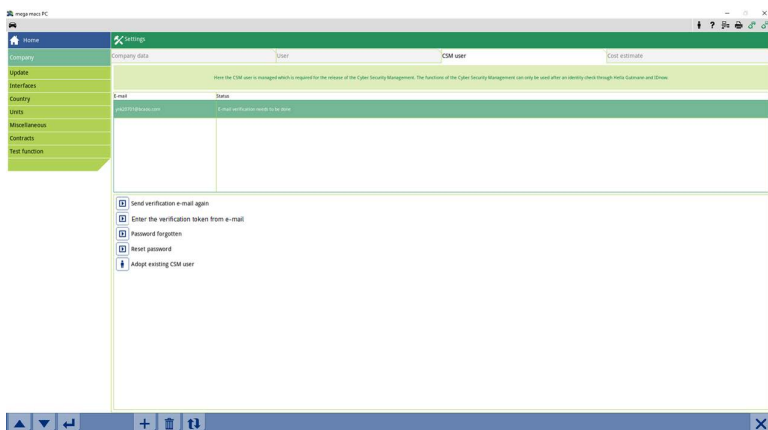 mega macs PC
Home
Settings
Company
Company data
User
CSM user
Cost estimate
Update
Interfaces
Country
Units
Miscellaneous
Contracts
Test function
Here the CSM user is managed which is required for the release of the Cyber Security Management. The functions of the Cyber Security Management can only be used after an identity check through Hella Gutmann and IDnow.
E-mail
Status
E-mail verification needs to be done
Send verification e-mail again
Enter the verification token from e-mail
Password forgotten
Reset password
Adopt existing CSM user